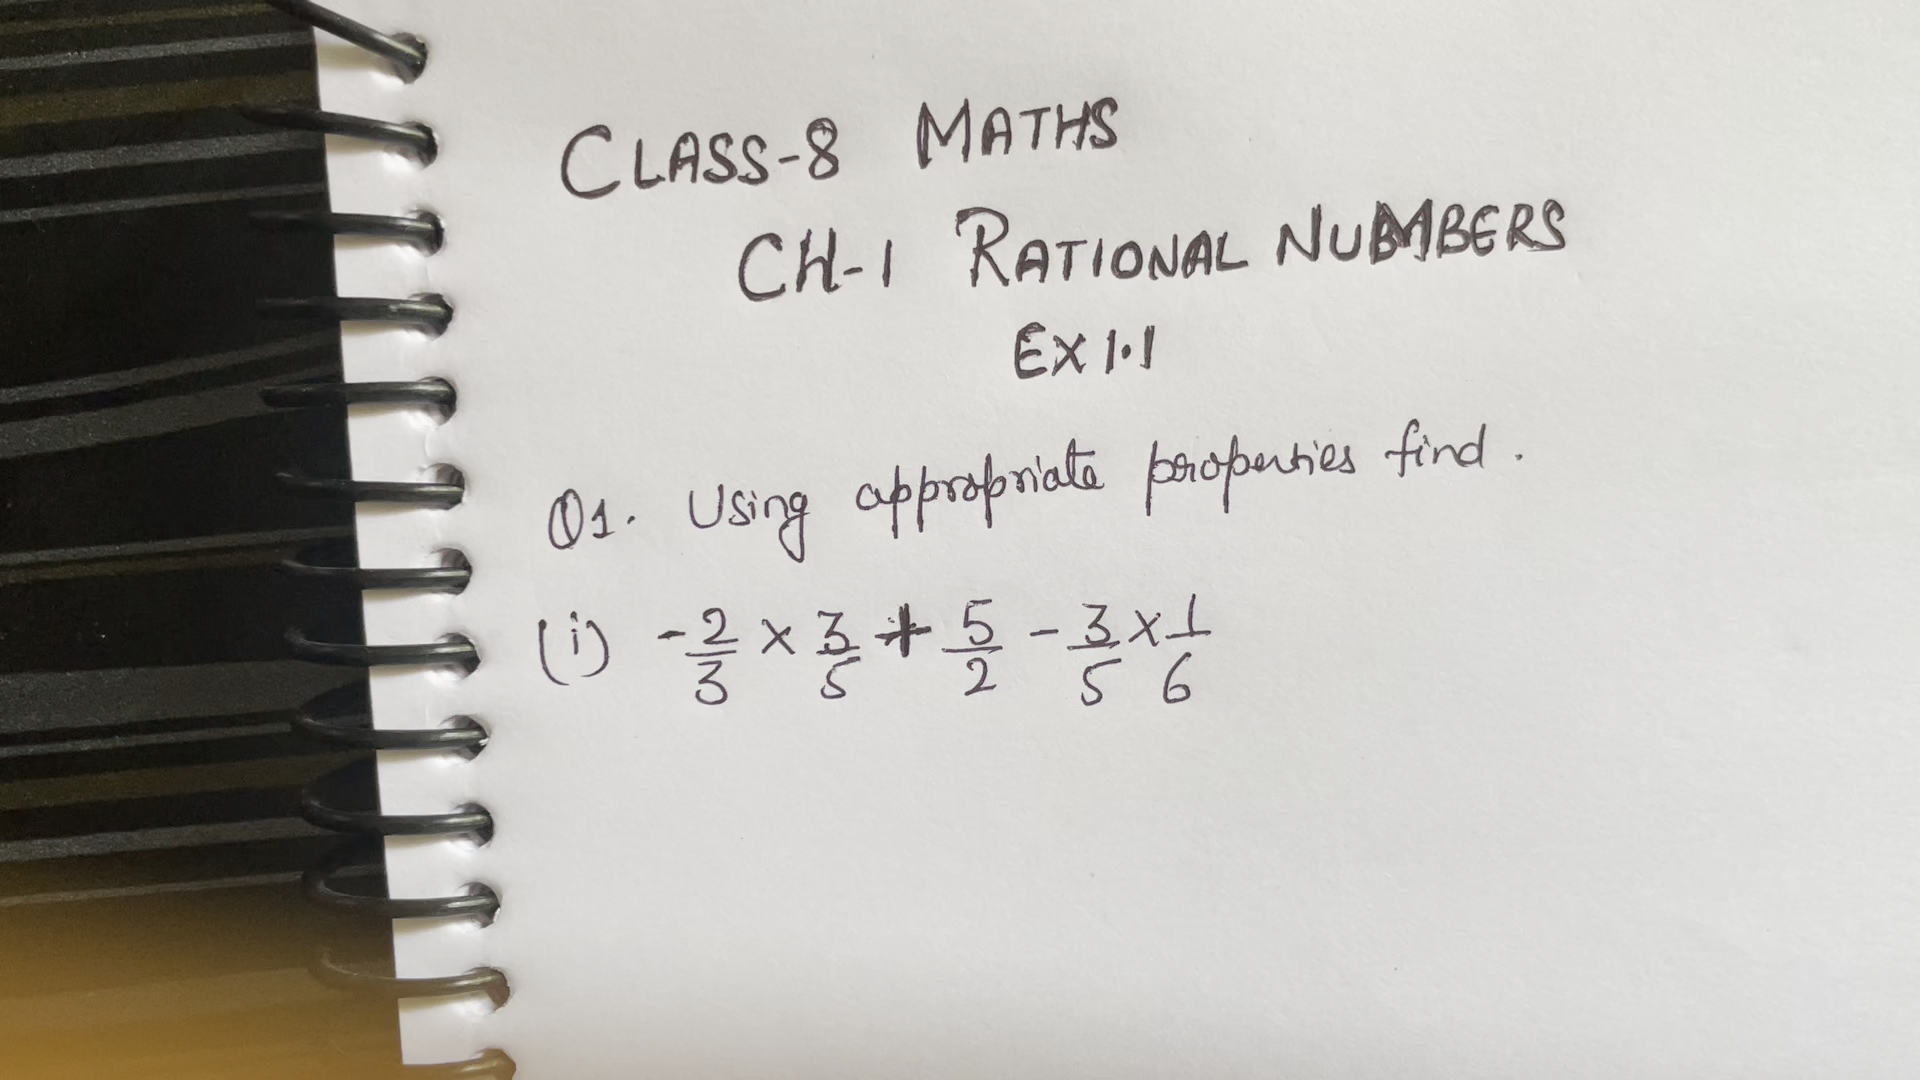 CLASS-8 MATHS
CH-1 RATIONAL NUMBERS
EX 1.1
Q1. Using appropriate properties find.
(i) -2/3 × 3/5 + 5/2 - 3/5 × 1/6